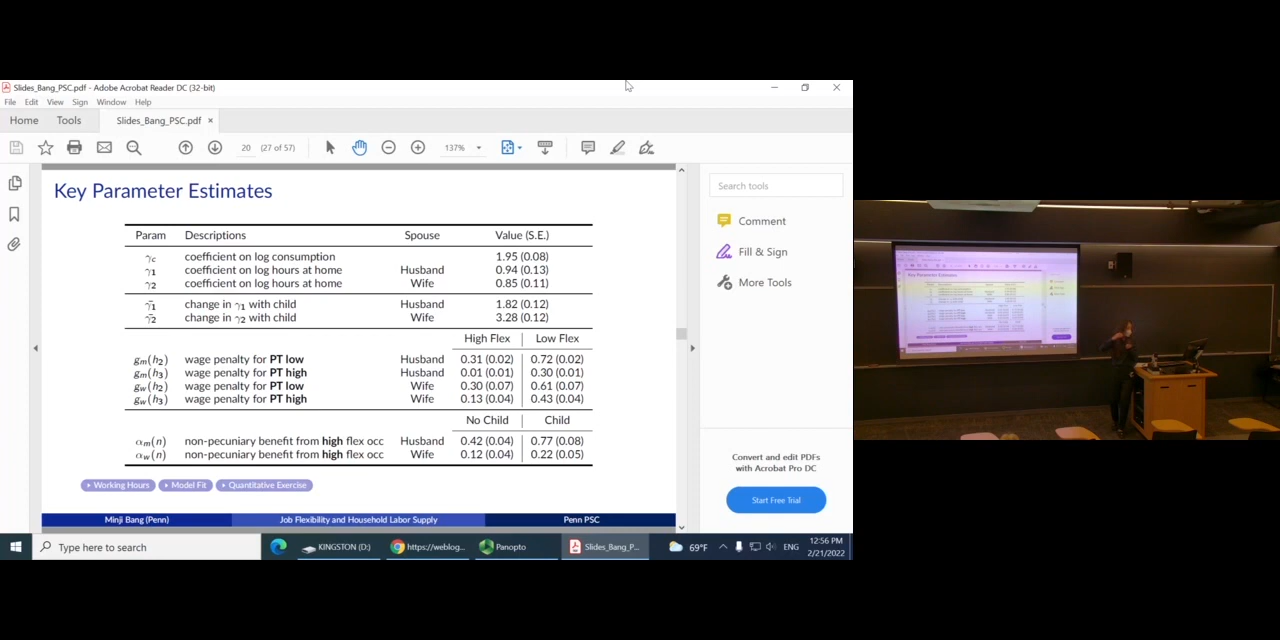 Slides_Bang_PSC.pdf - Adobe Acrobat Reader DC (32-bit)
File Edit View Sign Window Help
Home Tools Slides_Bang_PSC.pdf ×
20 (27 of 57) 137%
Key Parameter Estimates
Param Descriptions Spouse Value (S.E.)
γc coefficient on log consumption 1.95 (0.08)
γ1 coefficient on log hours at home Husband 0.94 (0.13)
γ2 coefficient on log hours at home Wife 0.85 (0.11)
γ̃1 change in γ1 with child Husband 1.82 (0.12)
γ̃2 change in γ2 with child Wife 3.28 (0.12)
High Flex Low Flex
gm(h2) wage penalty for PT low Husband 0.31 (0.02) 0.72 (0.02)
gm(h3) wage penalty for PT high Husband 0.01 (0.01) 0.30 (0.01)
gw(h2) wage penalty for PT low Wife 0.30 (0.07) 0.61 (0.07)
gw(h3) wage penalty for PT high Wife 0.13 (0.04) 0.43 (0.04)
No Child Child
αm(n) non-pecuniary benefit from high flex occ Husband 0.42 (0.04) 0.77 (0.08)
αw(n) non-pecuniary benefit from high flex occ Wife 0.12 (0.04) 0.22 (0.05)
Working Hours Model Fit Quantitative Exercise
Minji Bang (Penn) Job Flexibility and Household Labor Supply Penn PSC
Search tools
Comment
Fill & Sign
More Tools
Convert and edit PDFs
with Acrobat Pro DC
Start Free Trial
Type here to search
KINGSTON (D:)
https://weblog...
Panopto
Slides_Bang_P...
69°F
ENG
12:56 PM
2/21/2022
Key Parameter Estimates